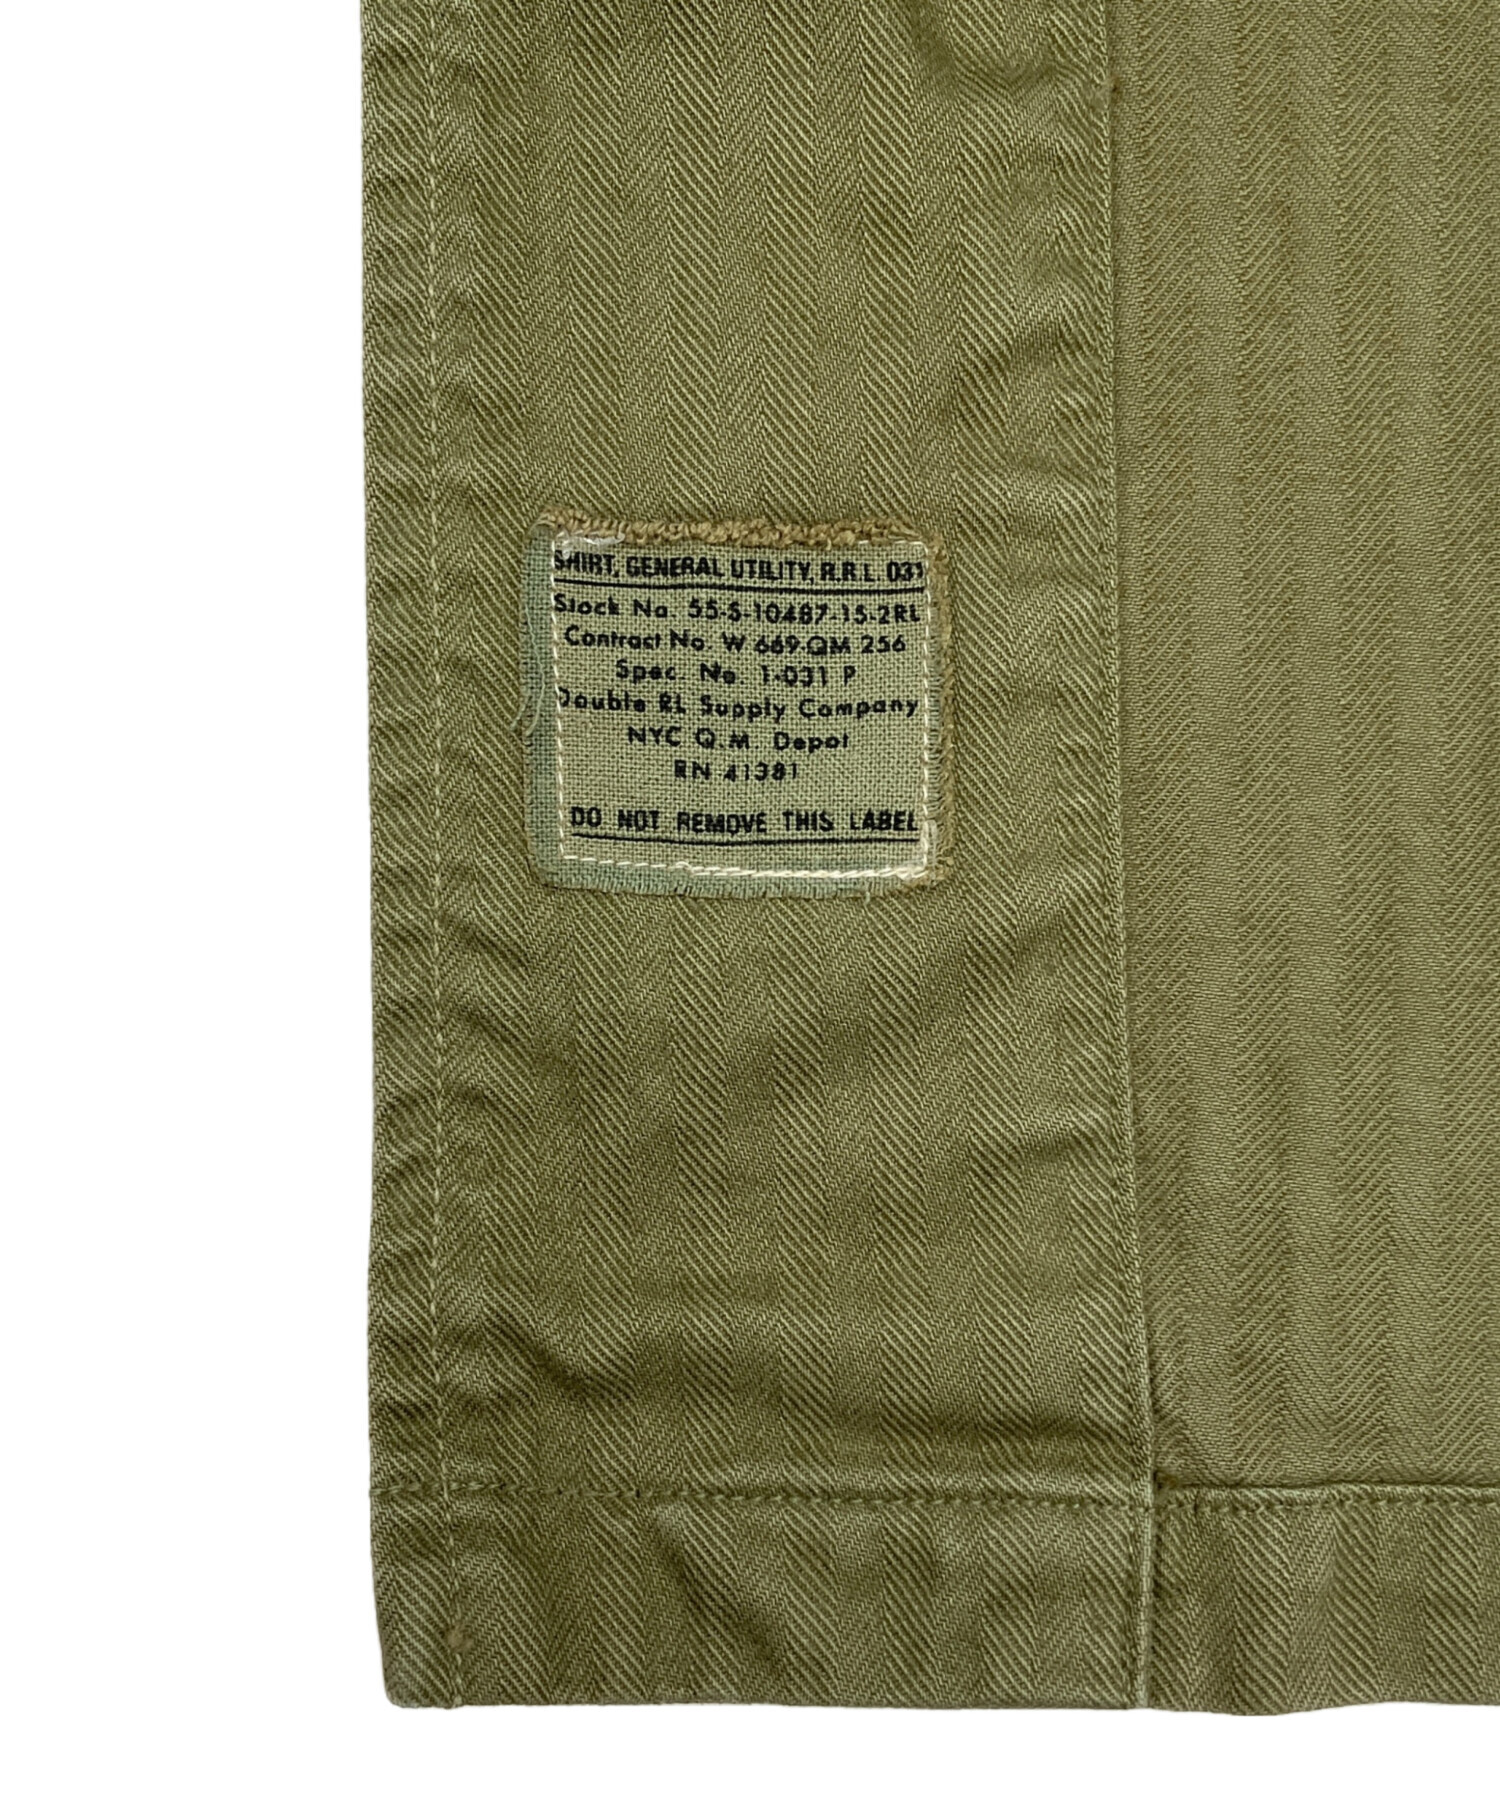 SHIRT, GENERAL UTILITY, R.R.L. 031
Stock No. 55-S-10487-15-2RL
Contract No. W 669-QM 256
Spec. No. 1-031 P
Double RL Supply Company
NYC Q.M. Depot
RN 41381
DO NOT REMOVE THIS LABEL